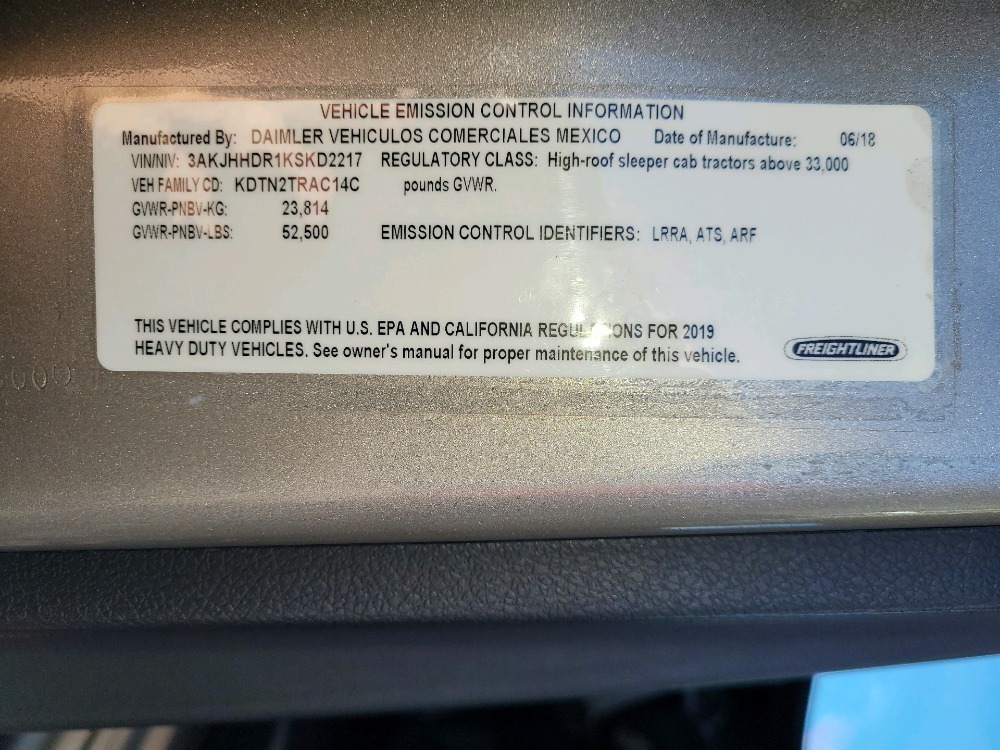 VEHICLE EMISSION CONTROL INFORMATION
Manufactured By: DAIMLER VEHICULOS COMERCIALES MEXICO Date of Manufacture: 06/18
VIN/NIV: 3AKJHHDR1KSKD2217 REGULATORY CLASS: High-roof sleeper cab tractors above 33,000
VEH FAMILY CD: KDTN2TRAC14C pounds GVWR.
GVWR-PNBV-KG: 23,814
GVWR-PNBV-LBS: 52,500 EMISSION CONTROL IDENTIFIERS: LRRA, ATS, ARF
THIS VEHICLE COMPLIES WITH U.S. EPA AND CALIFORNIA FOR 2019
HEAVY DUTY VEHICLES. See owner's manual for proper maintenance of this vehicle.
FREIGHTLINER